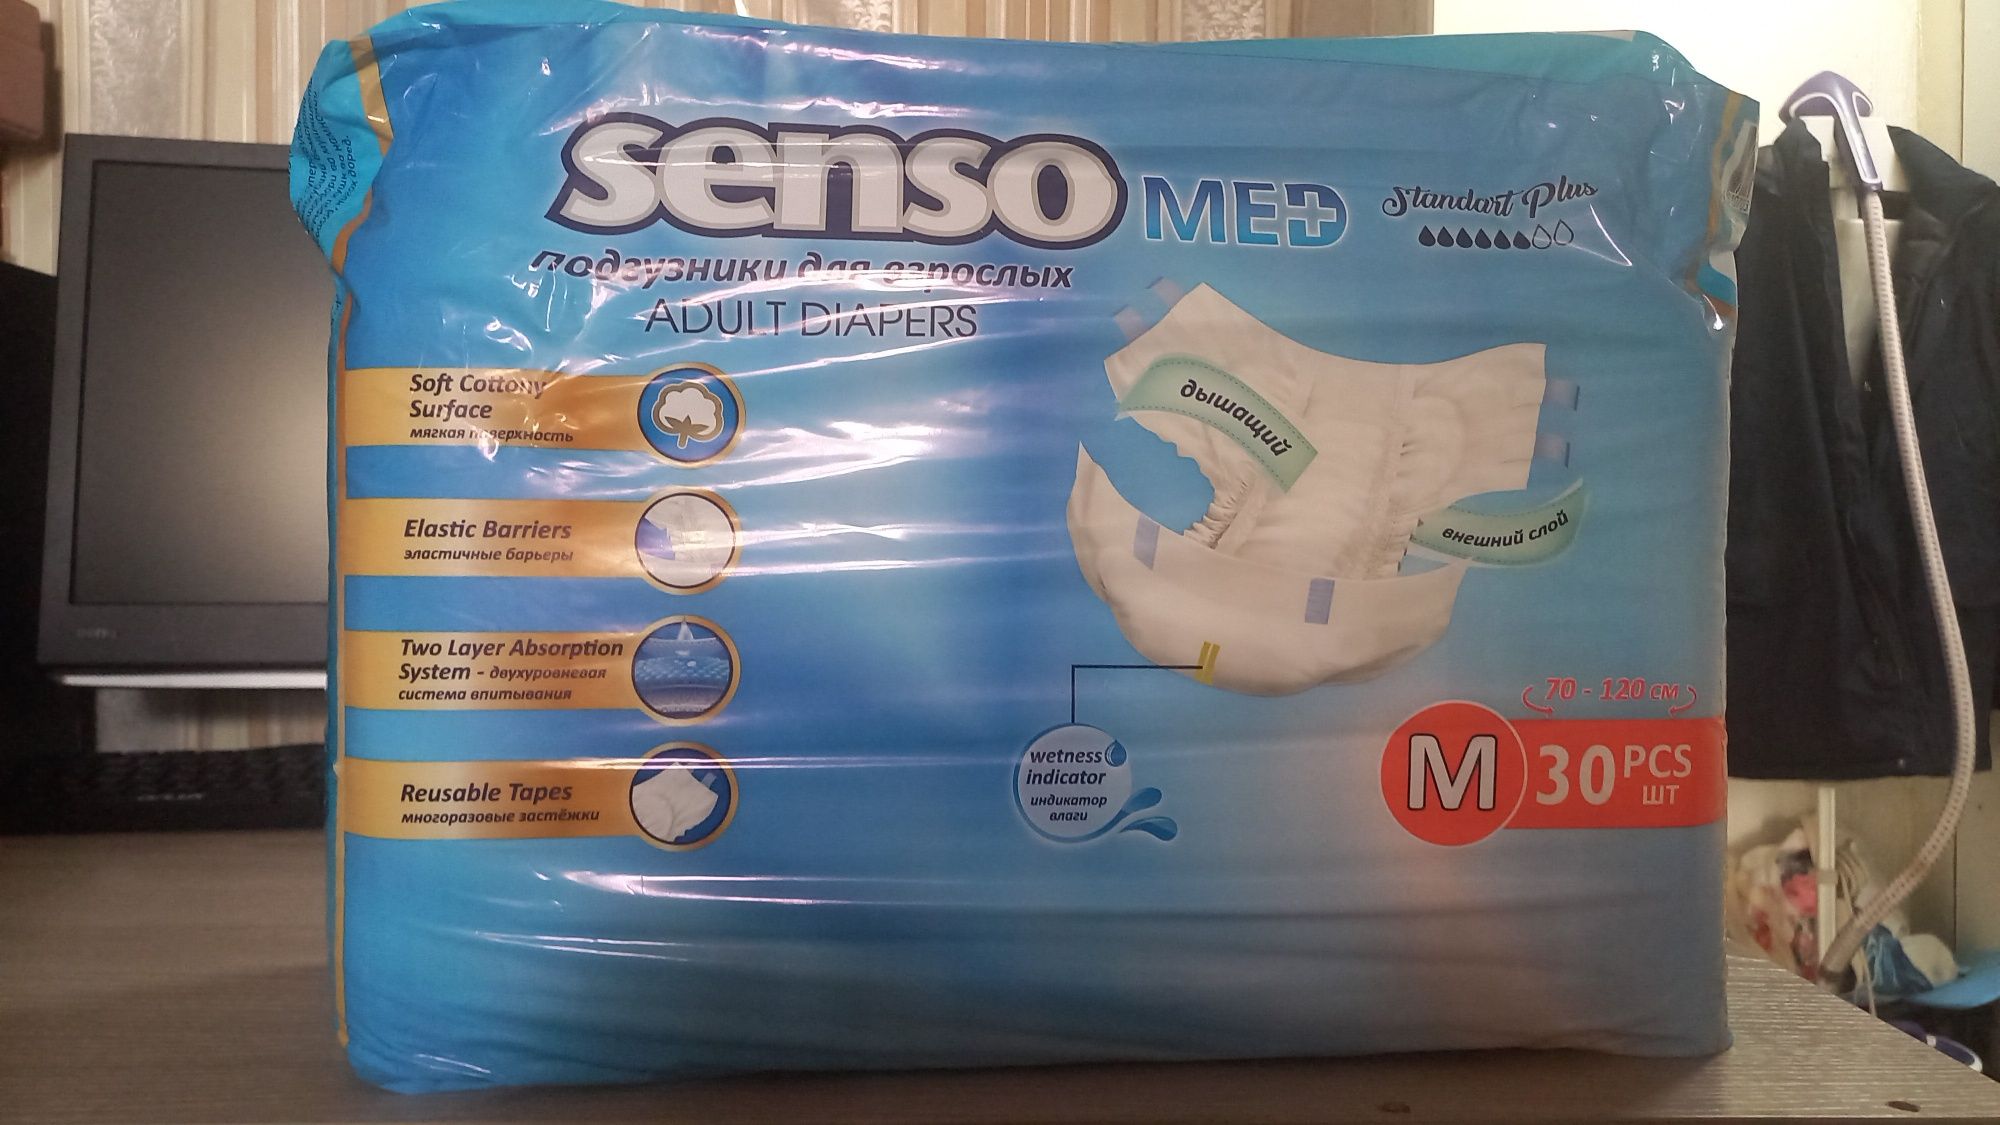 senso MED
Standart Plus
подгузники для взрослых
ADULT DIAPERS
Soft Cottony
Surface
мягкая поверхность
Elastic Barriers
эластичные барьеры
Two Layer Absorption
System - двухуровневая
система впитывания
Reusable Tapes
многоразовые застёжки
дышащий
внешний слой
wetness
indicator
индикатор
влаги
70 - 120 см
M
30 PCS
ШТ
BenQ